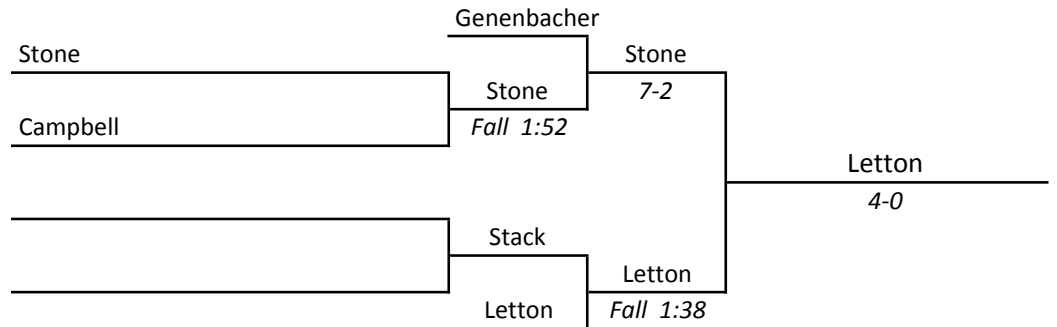 Genenbacher
Stone
Stone
Stone
7-2
Campbell
Fall 1:52
Letton
4-0
Stack
Letton
Letton
Fall 1:38